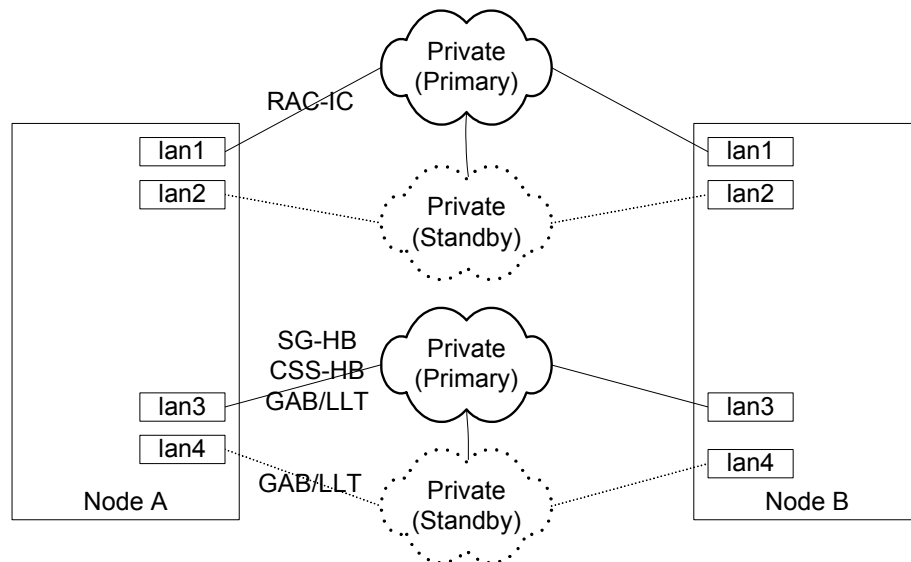 Private
(Primary)
RAC-IC
lan1
lan1
lan2
lan2
Private
(Standby)
SG-HB
CSS-HB
GAB/LLT
Private
(Primary)
lan3
lan3
lan4
lan4
GAB/LLT
Private
(Standby)
Node A
Node B